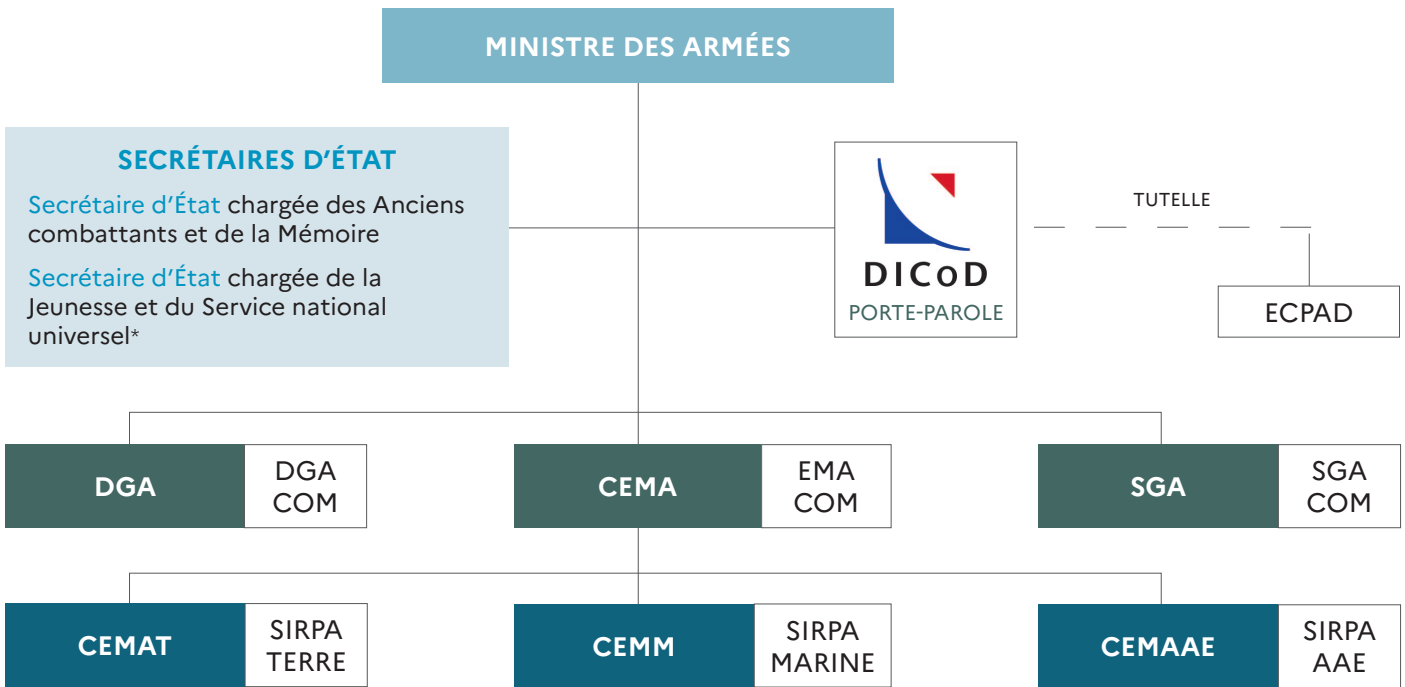 MINISTRE DES ARMÉES
SECRÉTAIRES D'ÉTAT
Secrétaire d'État chargée des Anciens
combattants et de la Mémoire
Secrétaire d'État chargée de la
Jeunesse et du Service national
universel*
DICoD
PORTE-PAROLE
TUTELLE
ECPAD
DGA
DGA
COM
CEMA
EMA
COM
SGA
SGA
COM
CEMAT
SIRPA
TERRE
CEMM
SIRPA
MARINE
CEMAAE
SIRPA
AAE